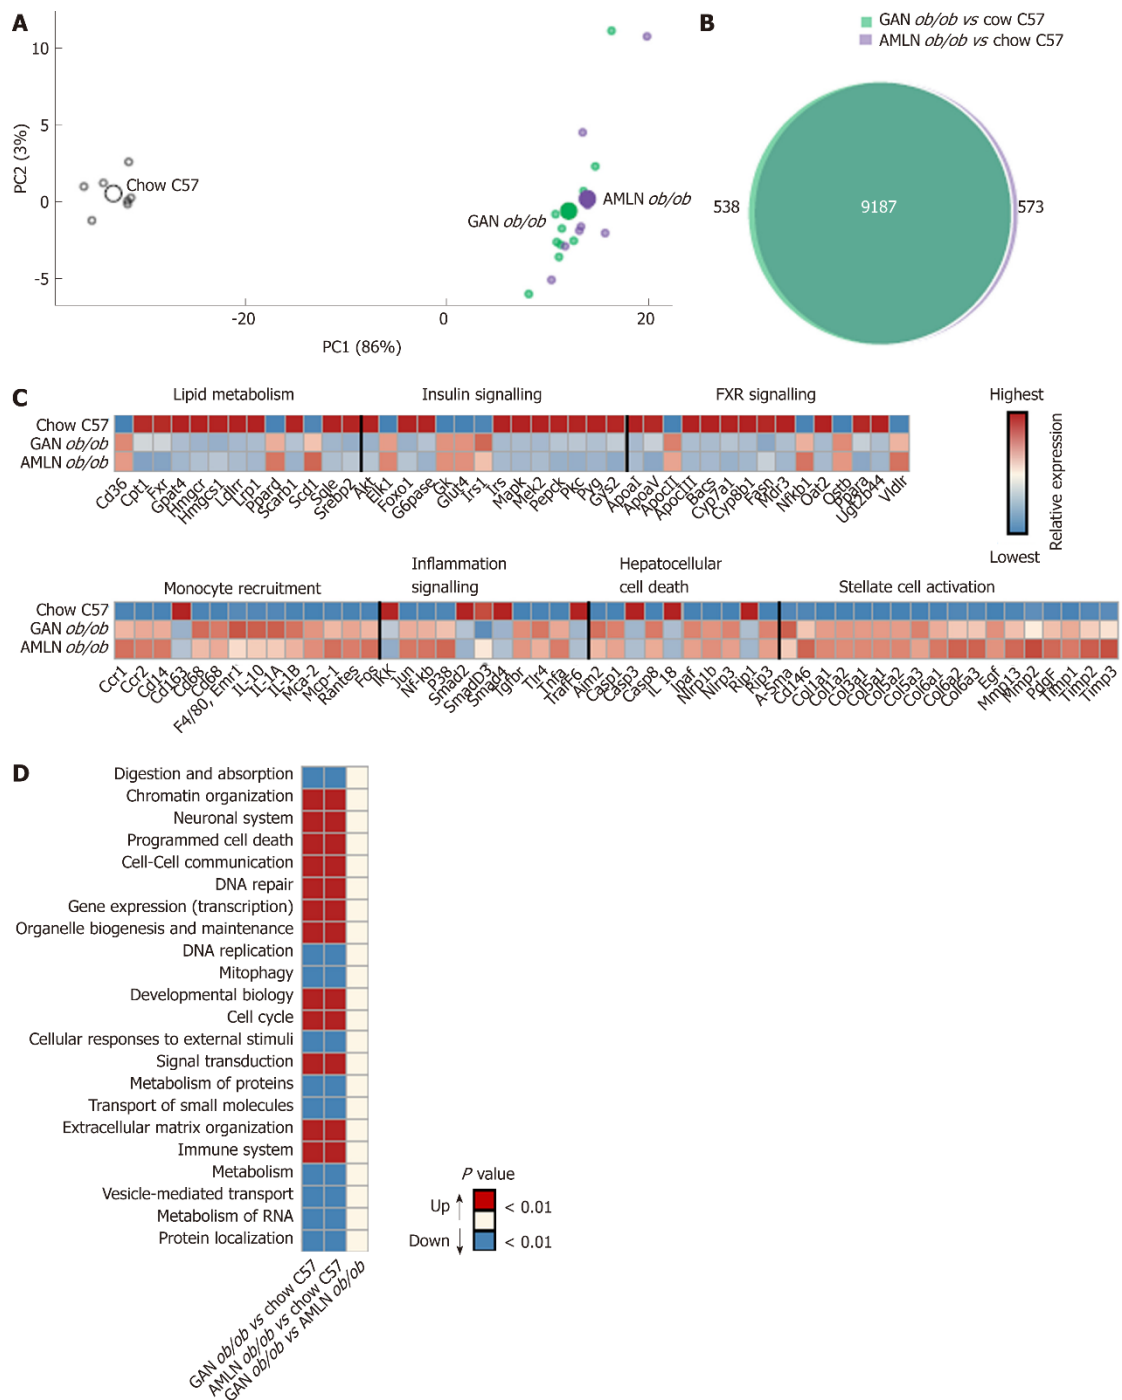 A
10
5
0
-5
PC2 (3%)
Chow C57
GAN ob/ob
AMLN ob/ob
-20
0
20
PC1 (86%)
B
GAN ob/ob vs cow C57
AMLN ob/ob vs chow C57
538
9187
573
C
Lipid metabolism
Insulin signalling
FXR signalling
Chow C57
GAN ob/ob
AMLN ob/ob
Cd36
Cpt1
Fxr
Gpat4
Hmgcr
Hmgcs1
Ldlrr
Lrp1
Ppard
Scarb1
Scd1
Sqle
Srebp2
Akt
Elk1
Foxo1
G6pase
Gk
Glut4
Irs1
Irs
Mapk
Mek2
Pepck
Pkc
Pyg
Gys2
ApoaI
ApoaV
ApocII
ApocIII
Bacs
Cyp7a1
Cyp8b1
Fasn
Mdr3
Nfkb1
Oat2
Ostb
Ppara
Ugt2b44
Vldlr
Highest
Relative expression
Lowest
Monocyte recruitment
Inflammation
signalling
Hepatocellular
cell death
Stellate cell activation
Chow C57
GAN ob/ob
AMLN ob/ob
Ccr1
Ccr2
Cd14
Cd163
Cd68
Cd68
F4/80, Emr1
IL-10
IL-1A
IL-1B
Mca-2
Mcp-1
Rantes
Fos
IKK
Jun
NF-kb
P38
Smad2
Smadp3
Smad4
Tgfbr
Tlr4
Tnfa
Traf6
Aim2
Casp1
Casp3
Casp8
IL 18
Ipaf
Nlrp1b
Nlrp3
Rip1
Rip3
A-Sma
Cd146
Col1a1
Col1a2
Col3a1
Col5a1
Col5a2
Col5a3
Col6a1
Col6a2
Col6a3
Egf
Mmp13
Mmp2
Pdgf
Timp1
Timp2
Timp3
D
Digestion and absorption
Chromatin organization
Neuronal system
Programmed cell death
Cell-Cell communication
DNA repair
Gene expression (transcription)
Organelle biogenesis and maintenance
DNA replication
Mitophagy
Developmental biology
Cell cycle
Cellular responses to external stimuli
Signal transduction
Metabolism of proteins
Transport of small molecules
Extracellular matrix organization
Immune system
Metabolism
Vesicle-mediated transport
Metabolism of RNA
Protein localization
GAN ob/ob vs chow C57
AMLN ob/ob vs chow C57
GAN ob/ob vs AMLN ob/ob
P value
Up
< 0.01
Down
< 0.01